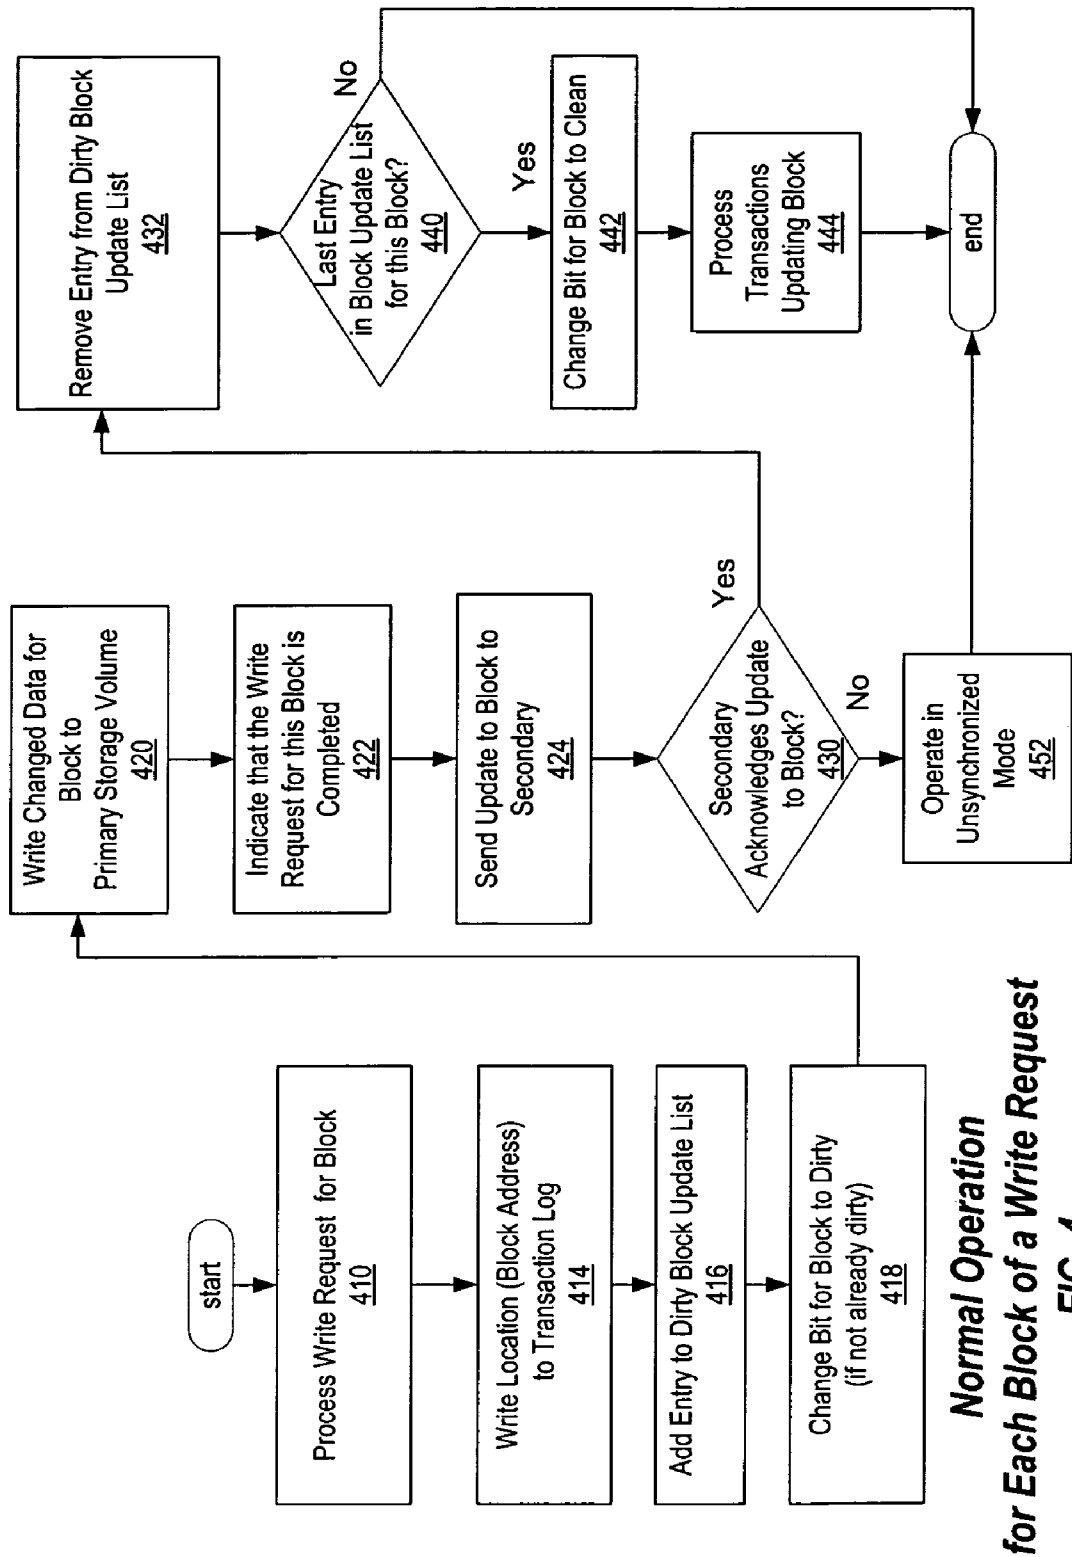 start
Process Write Request for Block
410
Write Location (Block Address)
to Transaction Log
414
Add Entry to Dirty Block Update List
416
Change Bit for Block to Dirty
(if not already dirty)
418
Write Changed Data for
Block to
Primary Storage Volume
420
Indicate that the Write
Request for this Block is
Completed
422
Send Update to Block to
Secondary
424
Secondary
Acknowledges Update
to Block?
430
Yes
No
Operate in
Unsynchronized
Mode
452
Remove Entry from Dirty Block
Update List
432
Last Entry
in Block Update List
for this Block?
440
No
Yes
Change Bit for Block to Clean
442
Process
Transactions
Updating Block
444
end
Normal Operation
for Each Block of a Write Request
FIG. 4